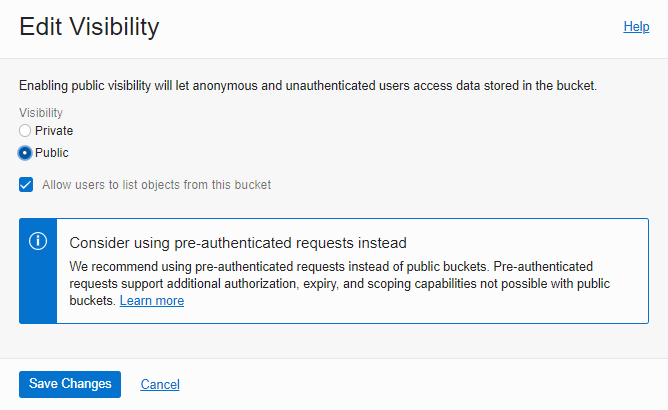 Edit Visibility
Help
Enabling public visibility will let anonymous and unauthenticated users access data stored in the bucket.
Visibility
Private
Public
Allow users to list objects from this bucket
Consider using pre-authenticated requests instead
We recommend using pre-authenticated requests instead of public buckets. Pre-authenticated
requests support additional authorization, expiry, and scoping capabilities not possible with public
buckets. Learn more
Save Changes
Cancel